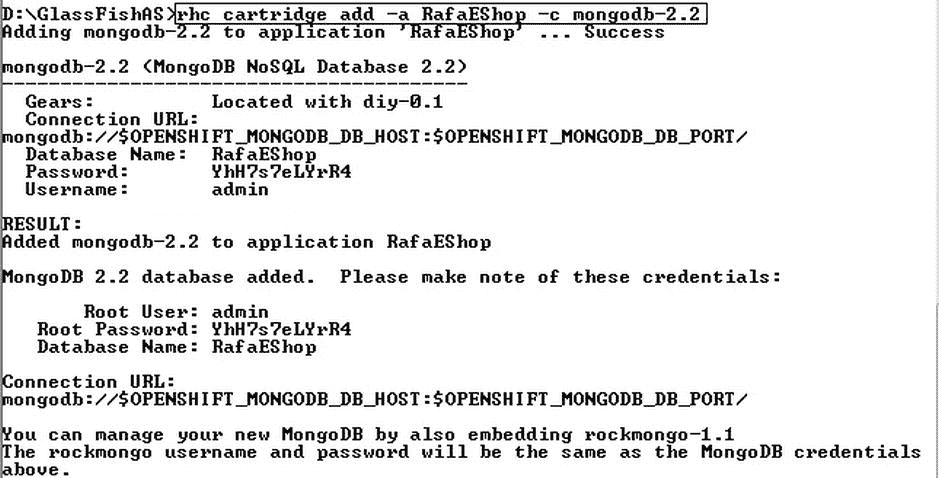 D:\GlassFishAS>rhc cartridge add -a RafaEShop -c mongodb-2.2
Adding mongodb-2.2 to application 'RafaEShop' ... Success
mongodb-2.2 (MongoDB NoSQL Database 2.2)
----------------------------------------
Gears: Located with diy-0.1
Connection URL:
mongodb://$OPENSHIFT_MONGODB_DB_HOST:$OPENSHIFT_MONGODB_DB_PORT/
Database Name: RafaEShop
Password: YhH7s7eLYrR4
Username: admin
RESULT:
Added mongodb-2.2 to application RafaEShop
MongoDB 2.2 database added.  Please make note of these credentials:
Root User: admin
Root Password: YhH7s7eLYrR4
Database Name: RafaEShop
Connection URL:
mongodb://$OPENSHIFT_MONGODB_DB_HOST:$OPENSHIFT_MONGODB_DB_PORT/
You can manage your new MongoDB by also embedding rockmongo-1.1
The rockmongo username and password will be the same as the MongoDB credentials
above.